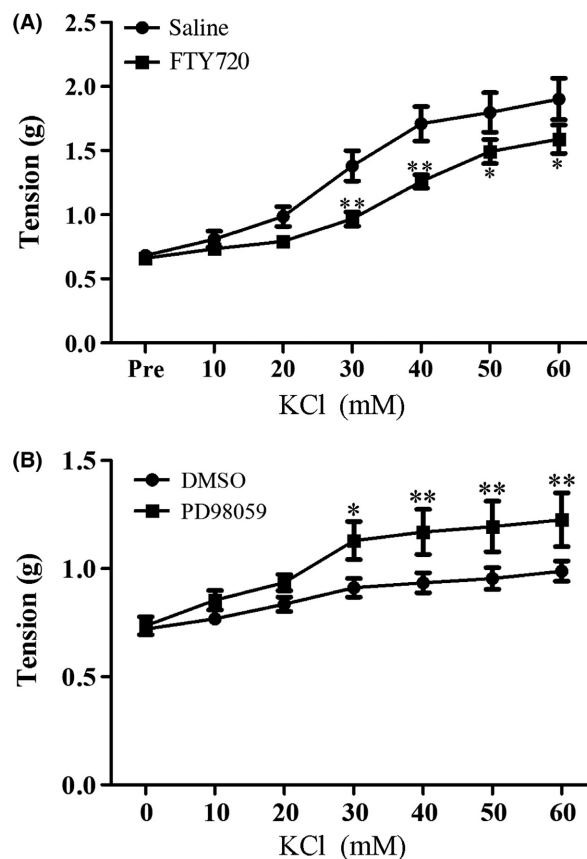 (A)
Saline
FTY720
Tension (g)
2.5
2.0
1.5
1.0
0.5
0.0
**
**
*
*
Pre 10 20 30 40 50 60
KCl (mM)
(B)
DMSO
PD98059
Tension (g)
1.5
1.0
0.5
0.0
*
**
**
**
0 10 20 30 40 50 60
KCl (mM)